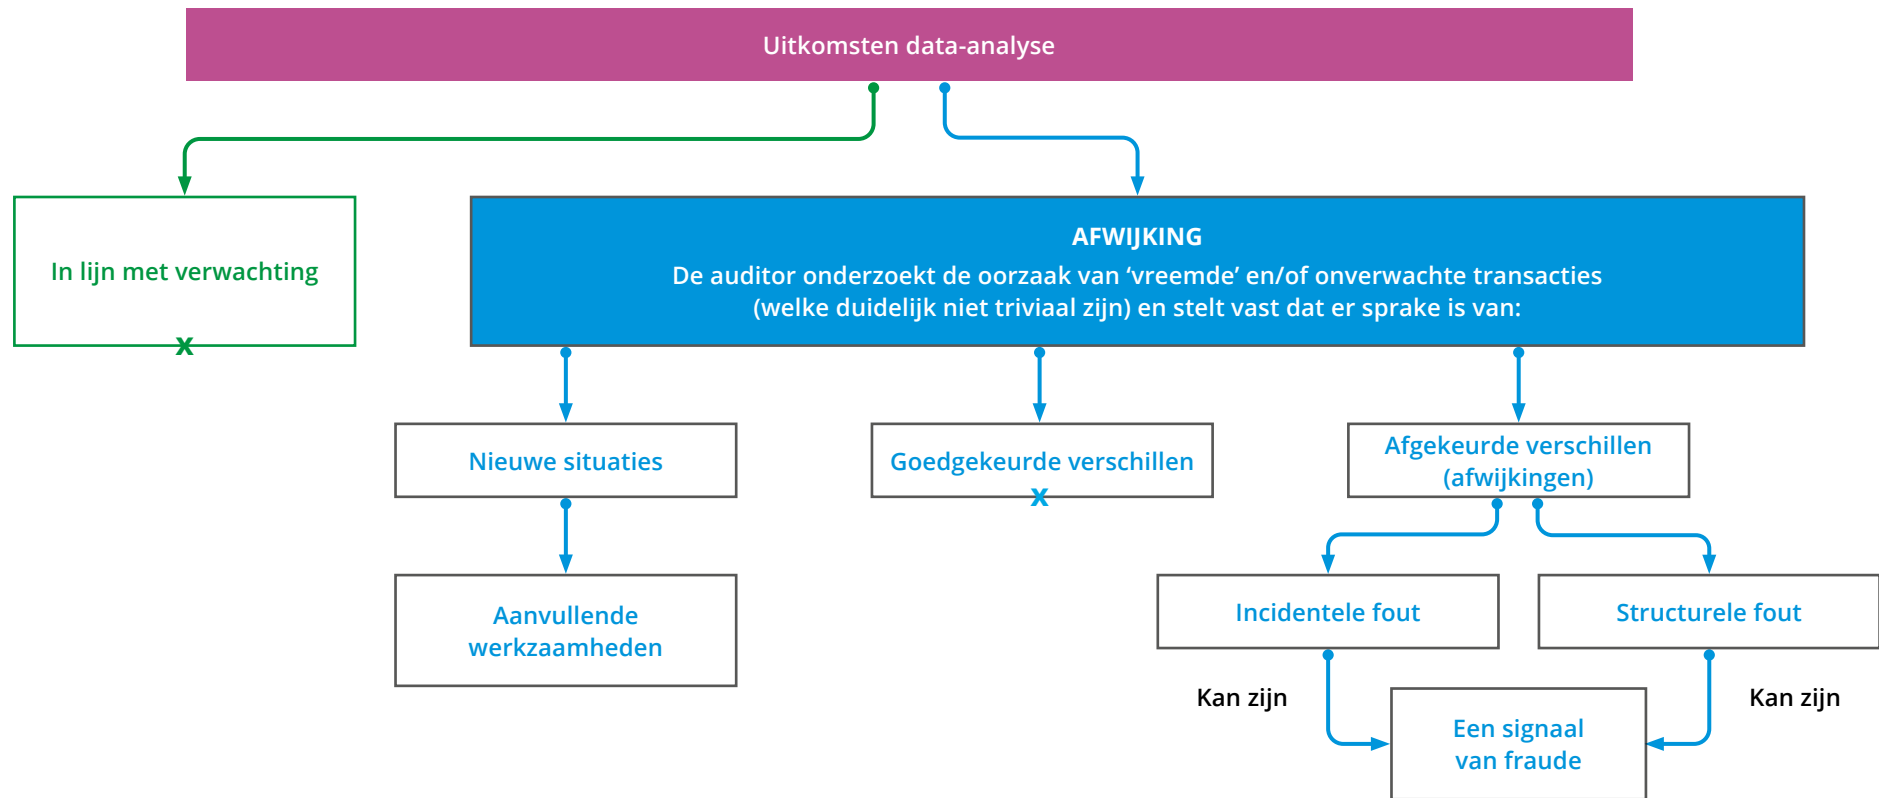 Uitkomsten data-analyse
In lijn met verwachting
x
AFWIJKING
De auditor onderzoekt de oorzaak van ‘vreemde’ en/of onverwachte transacties
(welke duidelijk niet triviaal zijn) en stelt vast dat er sprake is van:
Nieuwe situaties
Goedgekeurde verschillen
x
Afgekeurde verschillen
(afwijkingen)
Aanvullende
werkzaamheden
Incidentele fout
Structurele fout
Kan zijn
Kan zijn
Een signaal
van fraude